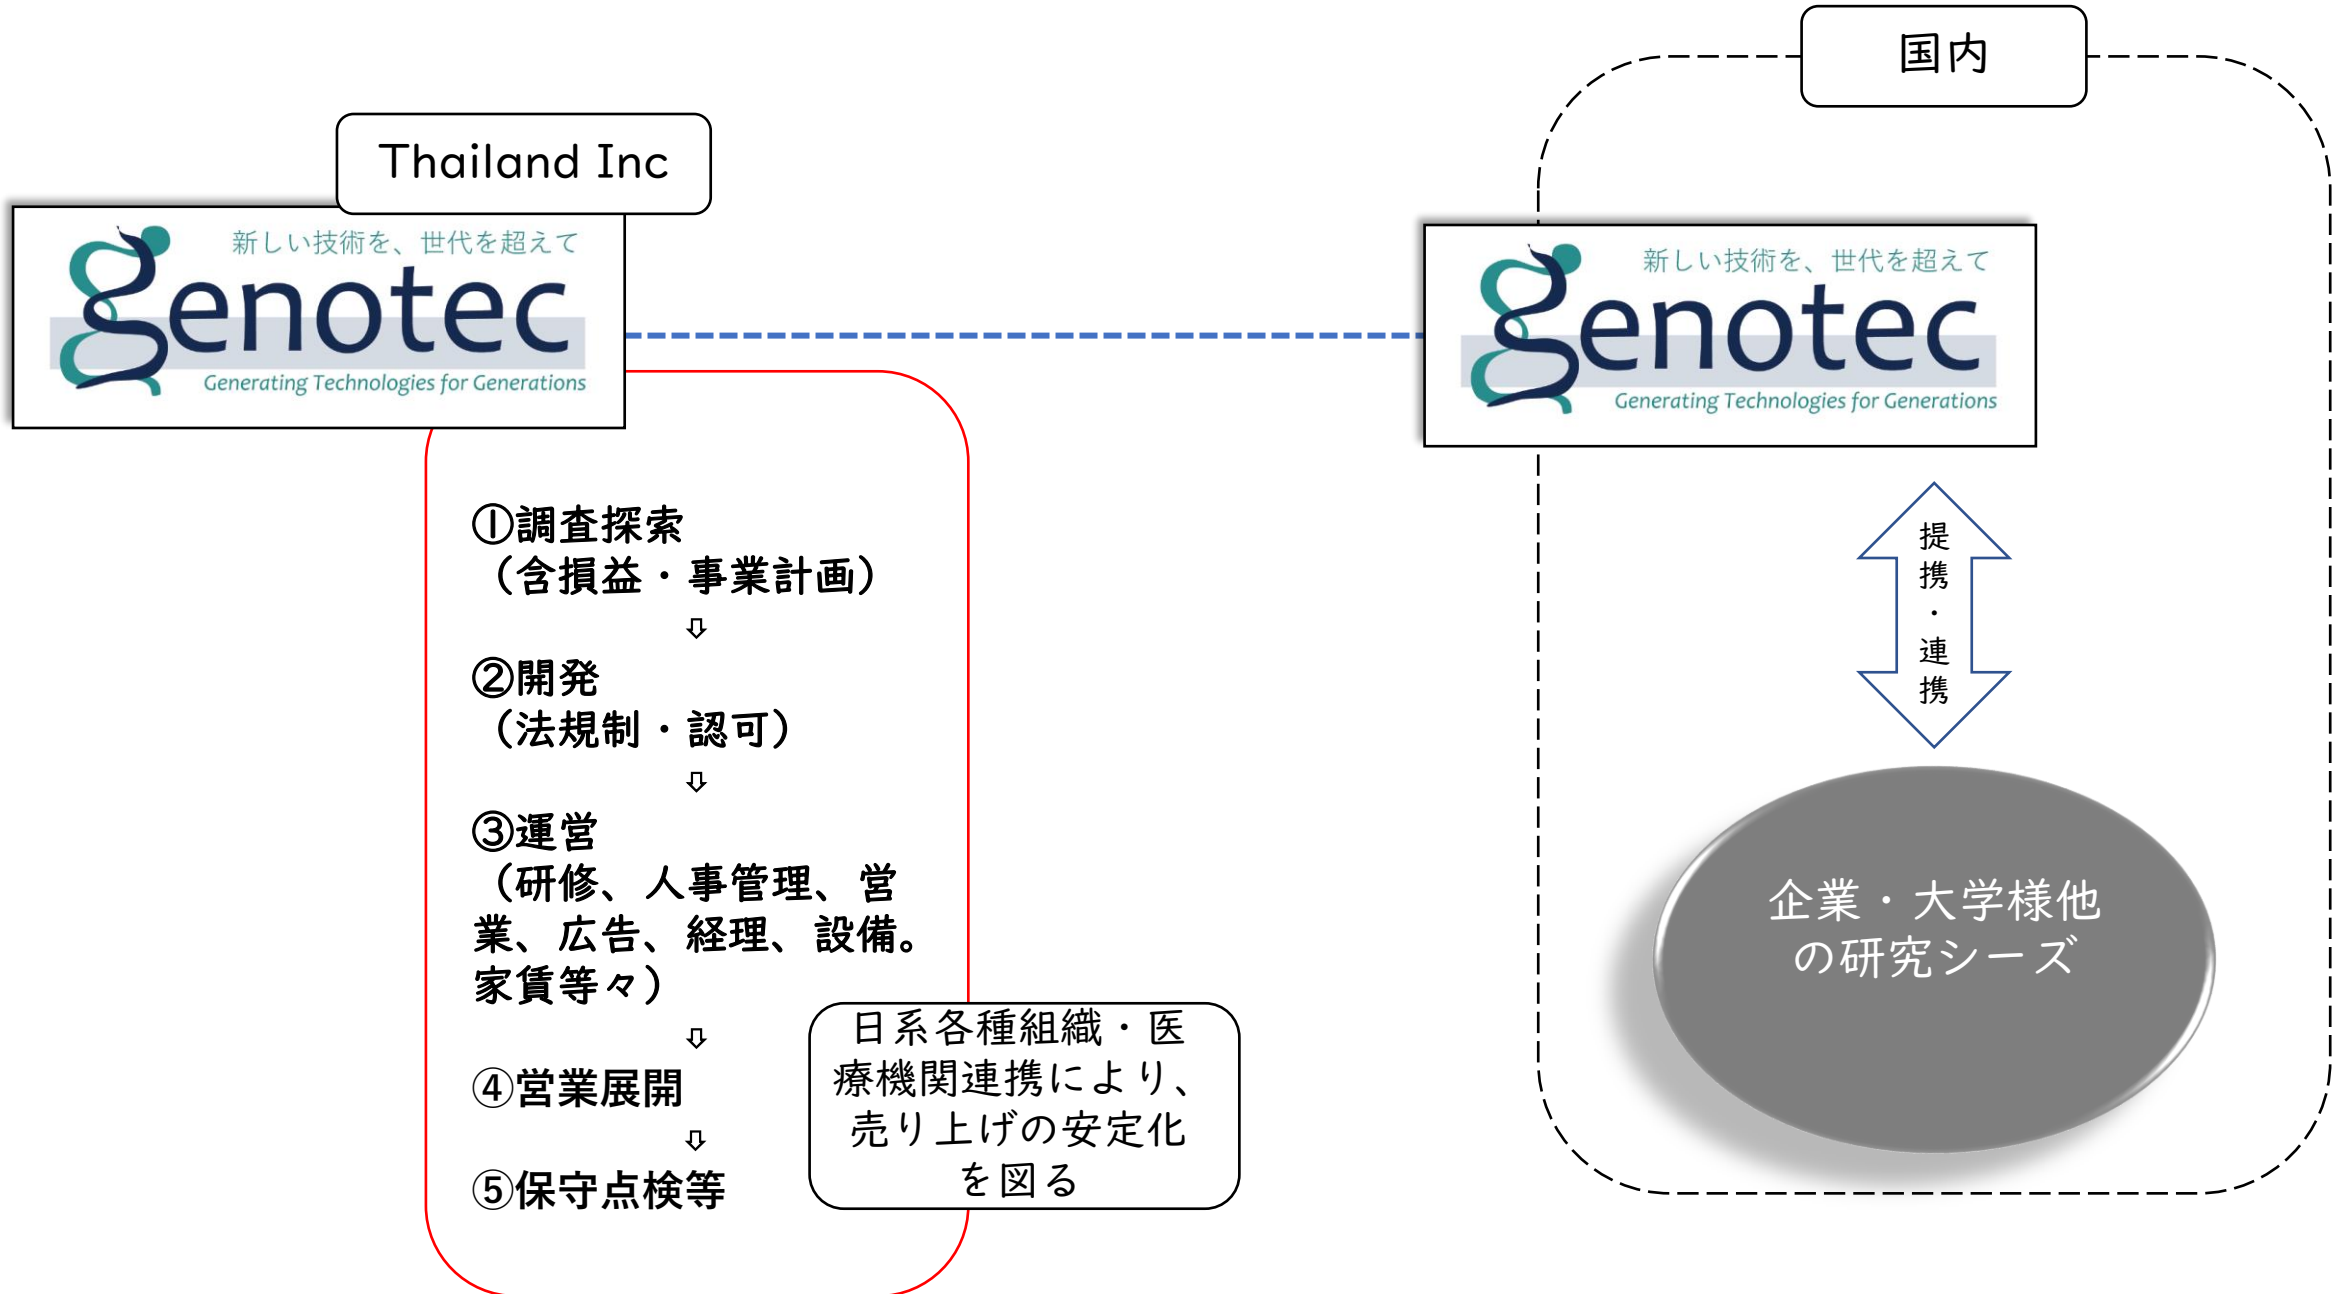 Thailand Inc
新しい技術を、世代を超えて
genotec
Generating Technologies for Generations
①調査探索
（含損益・事業計画）
⇩
②開発
（法規制・認可）
⇩
③運営
（研修、人事管理、営
業、広告、経理、設備。
家賃等々）
⇩
④営業展開
⇩
⑤保守点検等
日系各種組織・医
療機関連携により、
売り上げの安定化
を図る
国内
新しい技術を、世代を超えて
genotec
Generating Technologies for Generations
提携・連携
企業・大学様他
の研究シーズ